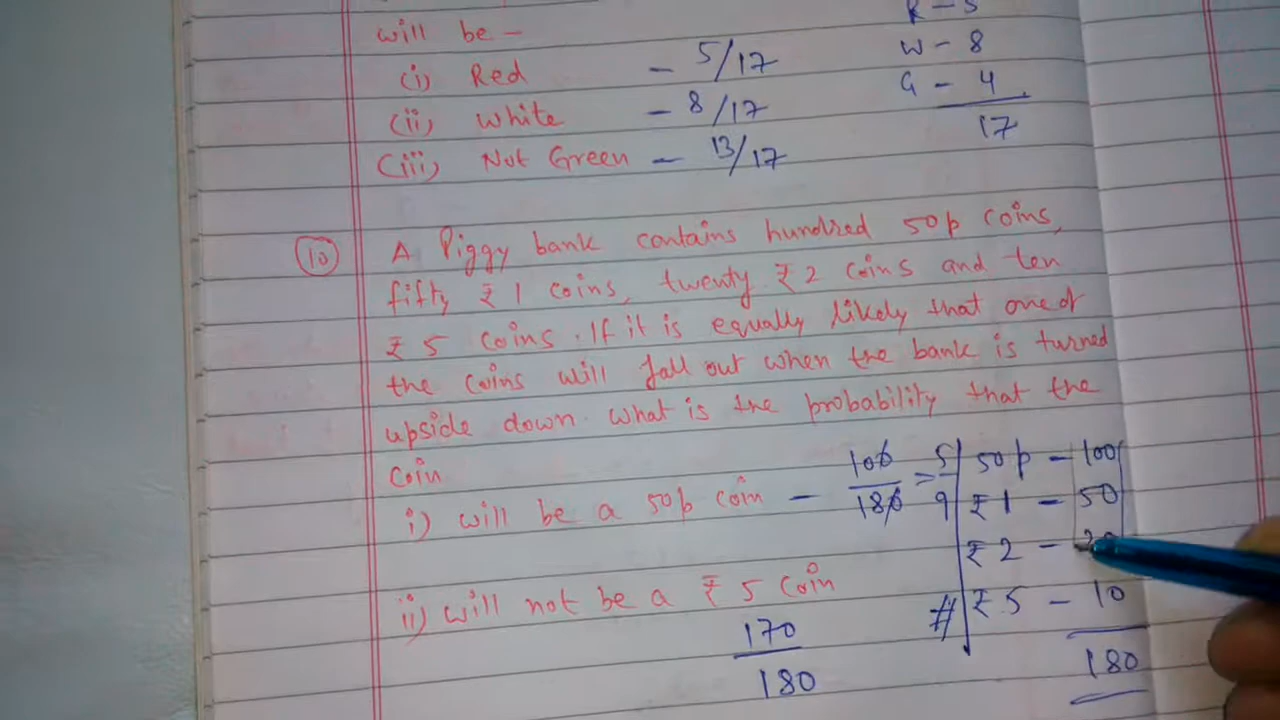 R - 5
will be -
W - 8
(i) Red - 5/17
G - 4
(ii) White - 8/17
17
(iii) Not Green - 13/17
10 A Piggy bank contains hundred 50p coins,
fifty ₹ 1 coins, twenty ₹ 2 coins and ten
₹ 5 coins. If it is equally likely that one of
the coins will fall out when the bank is turned
upside down. What is the probability that the
coin
i) will be a 50p coin - 100/180 = 5/9
50p - 100
₹ 1 - 50
₹ 2 - 20
ii) will not be a ₹ 5 coin
# ₹ 5 - 10
170/180
180